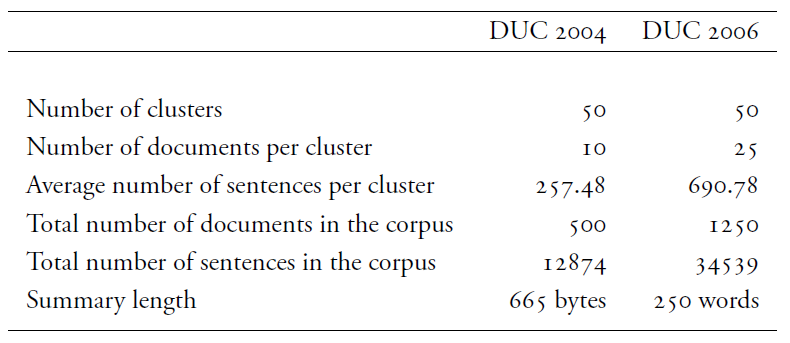 DUC 2004 DUC 2006
Number of clusters 50 50
Number of documents per cluster 10 25
Average number of sentences per cluster 257.48 690.78
Total number of documents in the corpus 500 1250
Total number of sentences in the corpus 12874 34539
Summary length 665 bytes 250 words